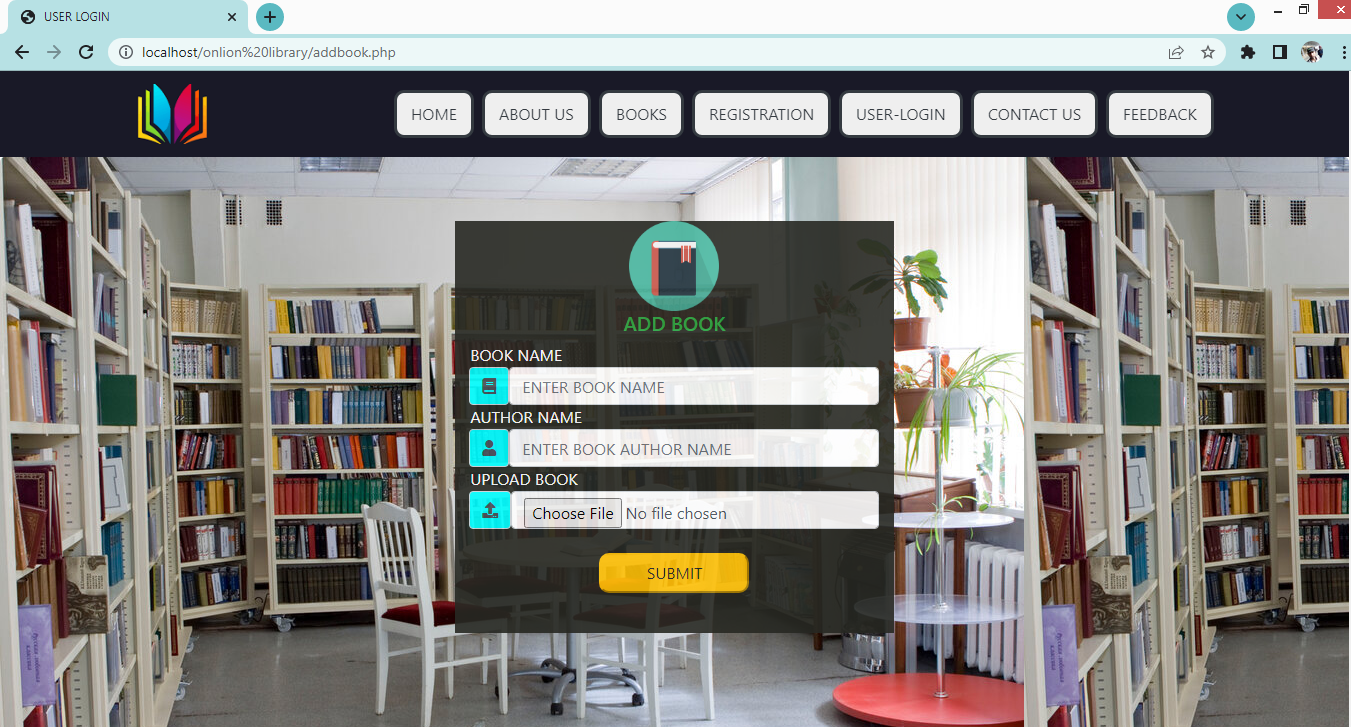 USER LOGIN
localhost/onlion%20library/addbook.php
HOME ABOUT US BOOKS REGISTRATION USER-LOGIN CONTACT US FEEDBACK
ADD BOOK
BOOK NAME
ENTER BOOK NAME
AUTHOR NAME
ENTER BOOK AUTHOR NAME
UPLOAD BOOK
Choose File No file chosen
SUBMIT